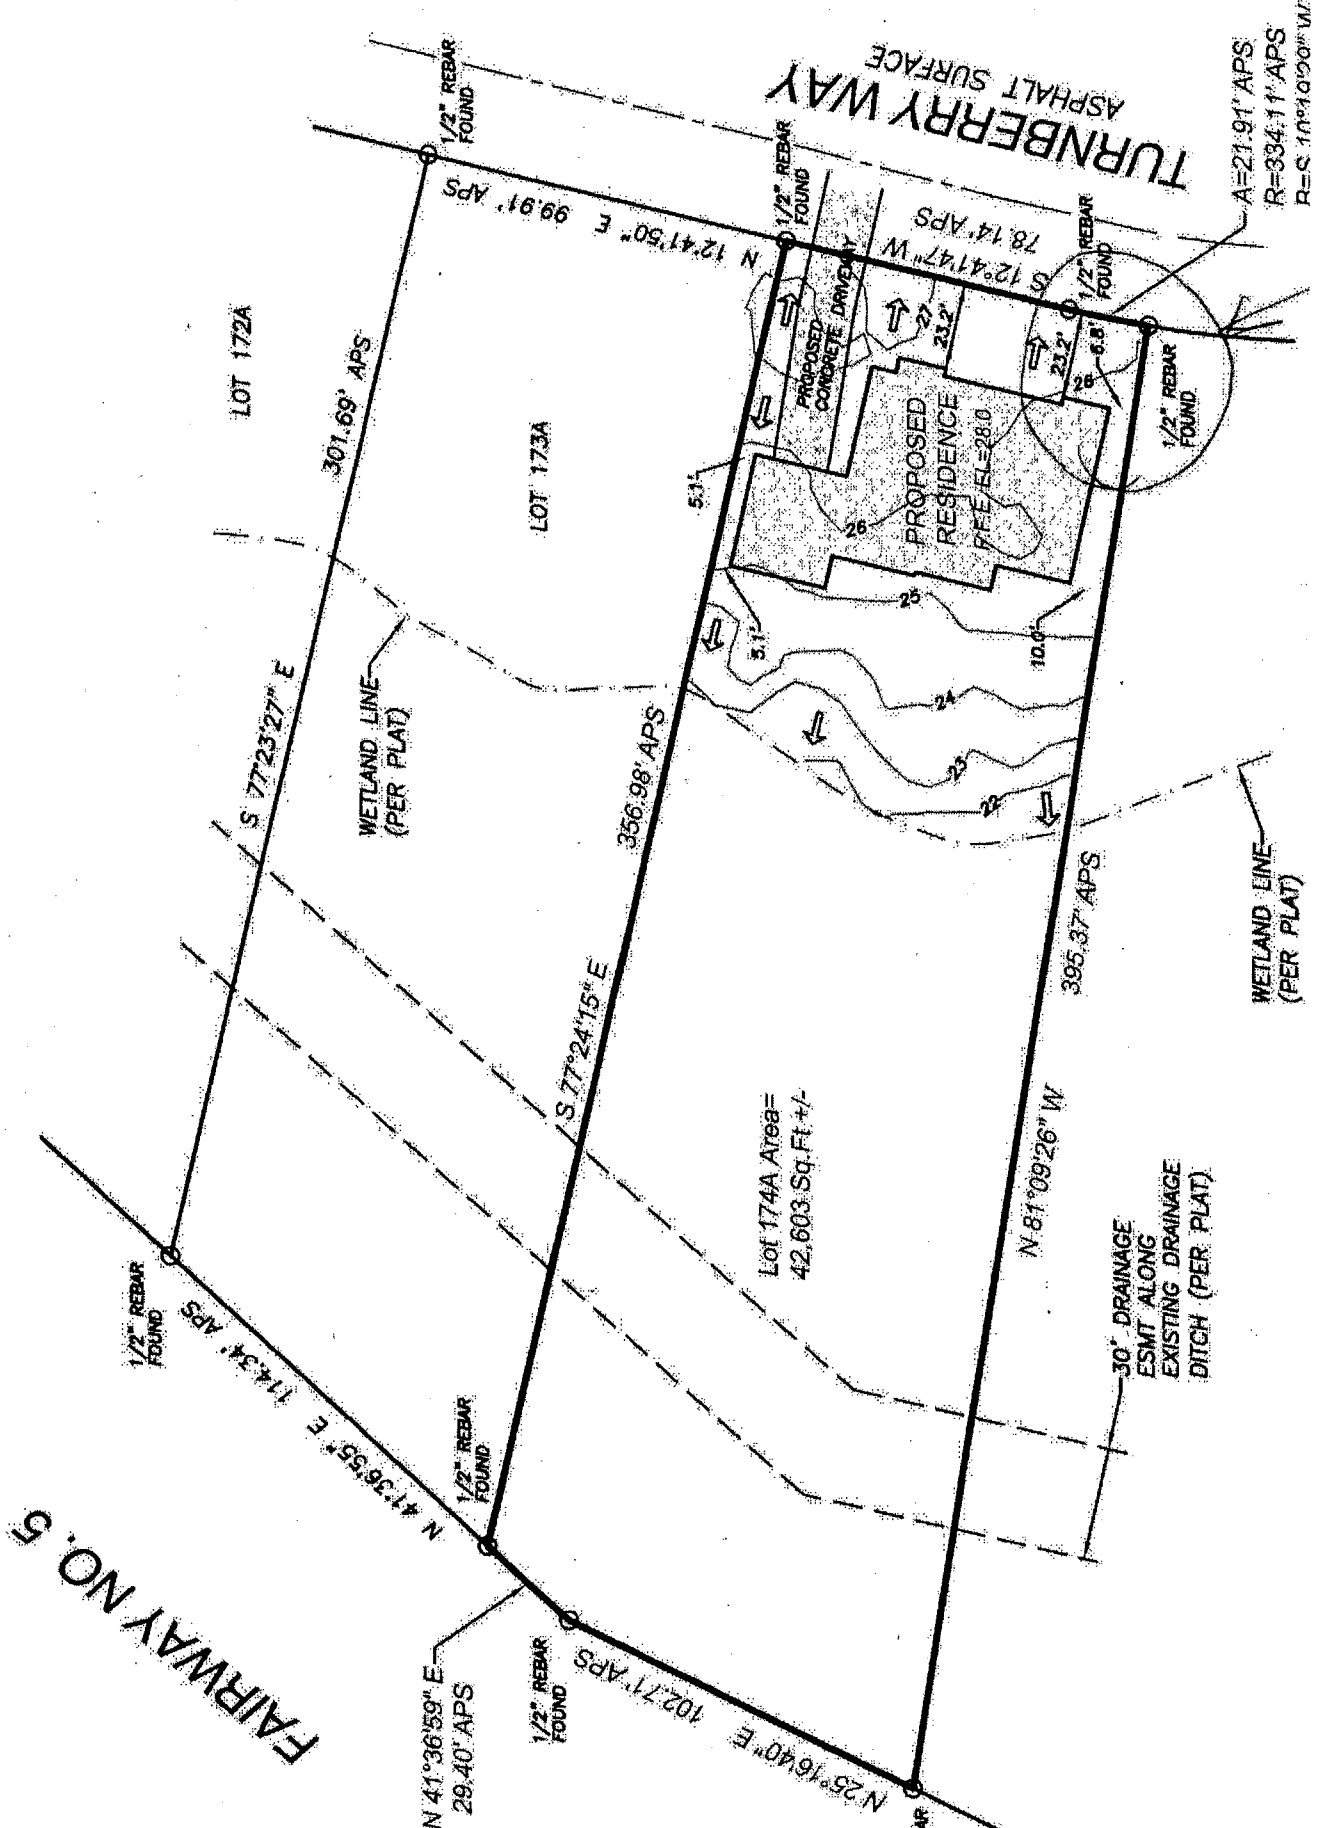 FAIRWAY NO. 5
TURNBERRY WAY
ASPHALT SURFACE
LOT 172A
LOT 173A
1/2" REBAR
FOUND
1/2" REBAR
FOUND
1/2" REBAR
FOUND
1/2" REBAR
FOUND
1/2" REBAR
FOUND
1/2" REBAR
FOUND
1/2" REBAR
FOUND
N 12°41'50" E 99.91' APS
S 12°41'47" W
78.14' APS
A=21.91' APS
R=334.11' APS
301.69' APS
S 77°23'27" E
WETLAND LINE
(PER PLAT)
356.98' APS
S 77°24'15" E
PROPOSED
CONCRETE DRIVEWAY
PROPOSED
RESIDENCE
F.F.E EL=28.0
23.2'
23.2'
6.8'
5.1'
5.1'
10.0'
27
26
26
25
24
23
22
395.37' APS
N 81°09'26" W
WETLAND LINE
(PER PLAT)
Lot 174A Area=
42,603 Sq.Ft +/-
30' DRAINAGE
ESMT ALONG
EXISTING DRAINAGE
DITCH (PER PLAT)
N 41°36'55" E 114.34' APS
N 41°36'59" E
29.40' APS
N 25°16'40" E 102.71' APS